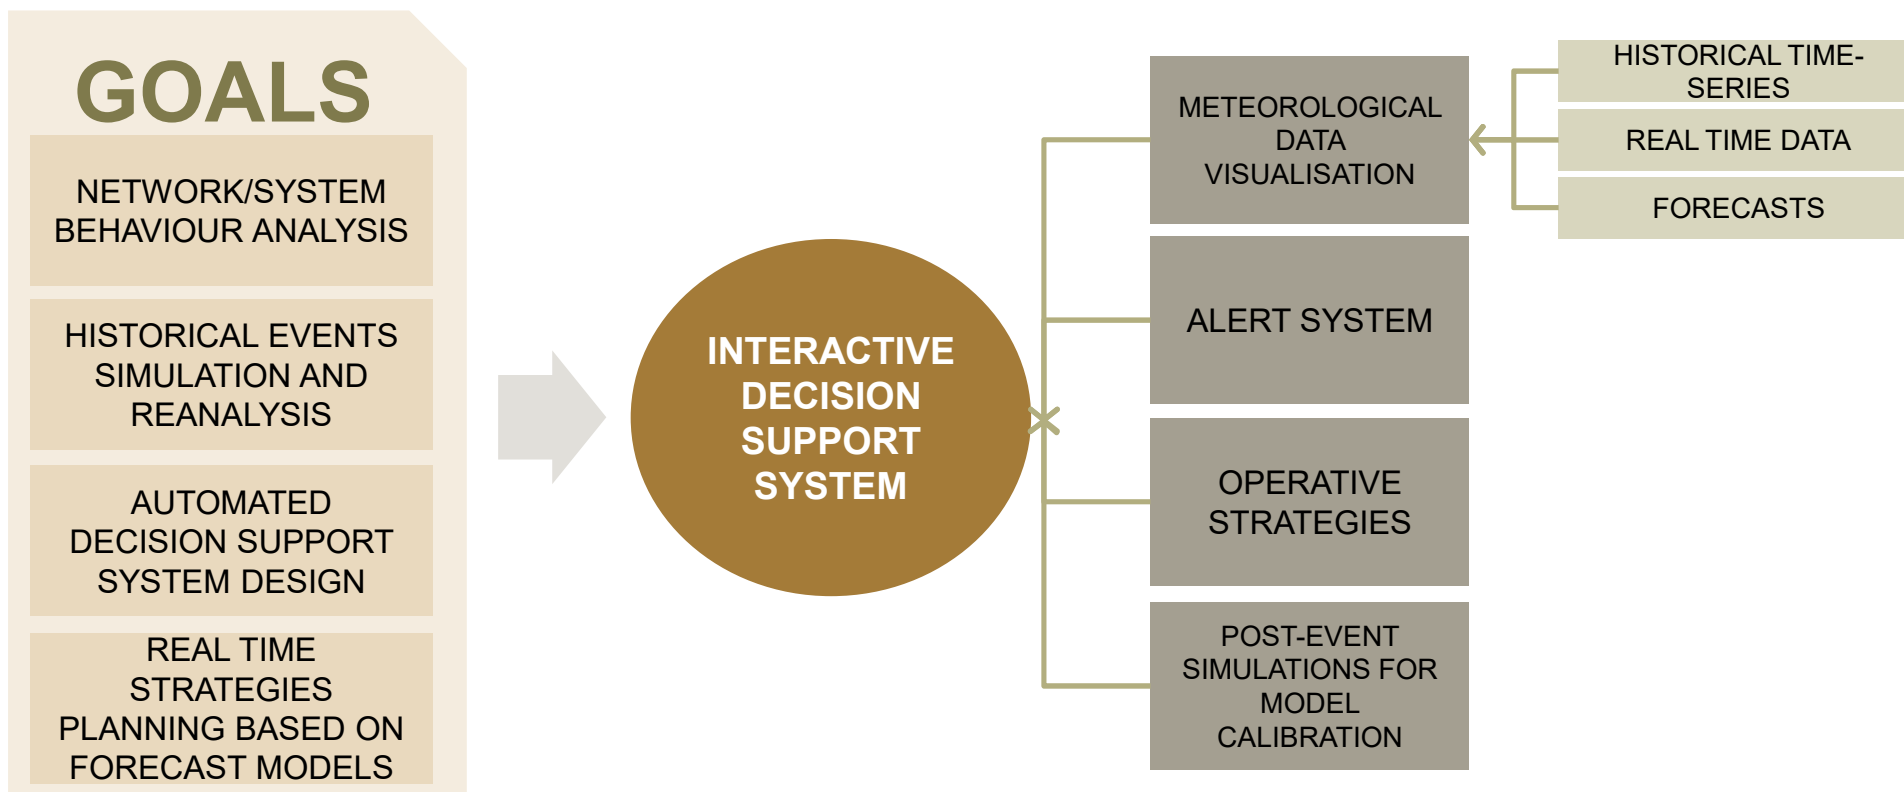 GOALS
NETWORK/SYSTEM
BEHAVIOUR ANALYSIS
HISTORICAL EVENTS
SIMULATION AND
REANALYSIS
AUTOMATED
DECISION SUPPORT
SYSTEM DESIGN
REAL TIME
STRATEGIES
PLANNING BASED ON
FORECAST MODELS
INTERACTIVE
DECISION
SUPPORT
SYSTEM
METEOROLOGICAL
DATA
VISUALISATION
ALERT SYSTEM
OPERATIVE
STRATEGIES
POST-EVENT
SIMULATIONS FOR
MODEL
CALIBRATION
HISTORICAL TIME-
SERIES
REAL TIME DATA
FORECASTS